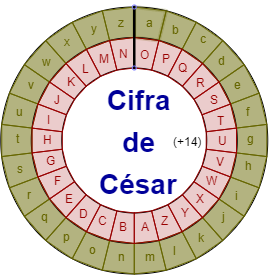 a b c d e f g h i j k l m n o p q r s t u v w x y z
O P Q R S T U V W X Y Z A B C D E F G H I J K L M N
Cifra
de (+14)
César